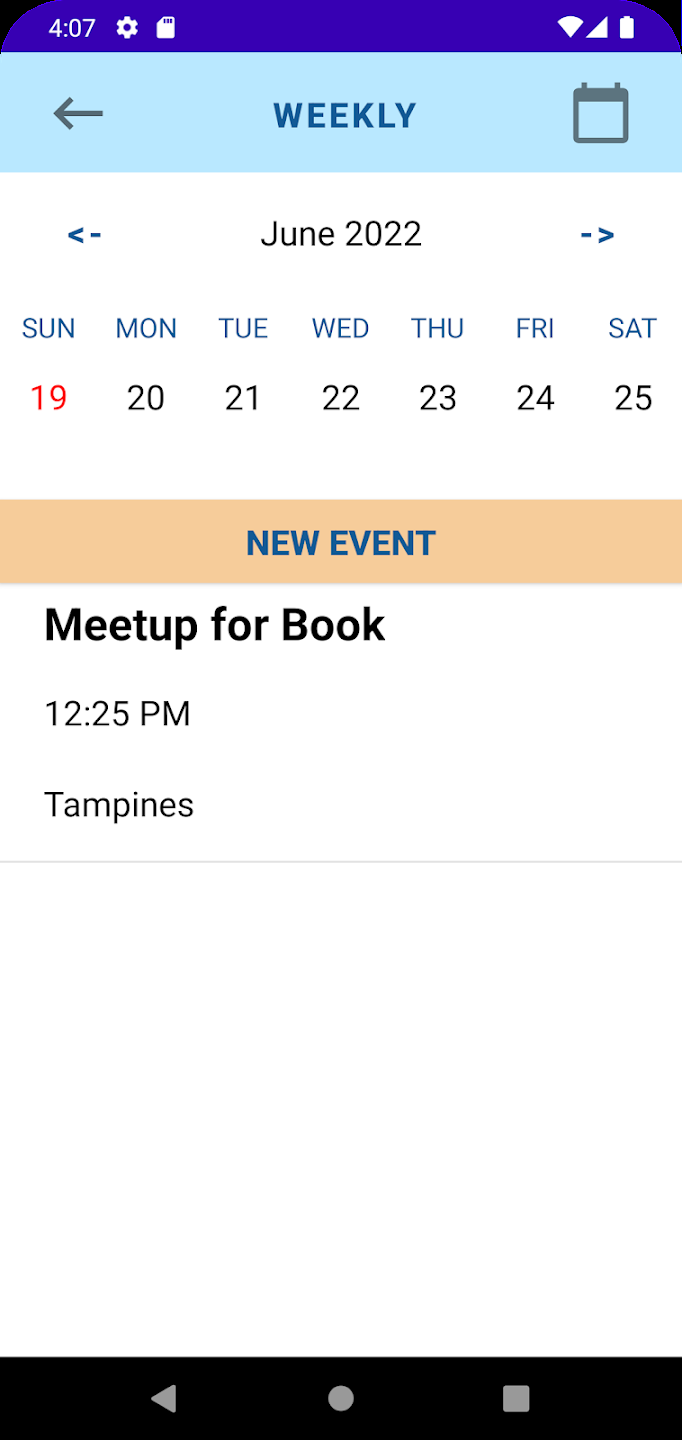 4:07
WEEKLY
<- June 2022 ->
SUN MON TUE WED THU FRI SAT
19 20 21 22 23 24 25
NEW EVENT
Meetup for Book
12:25 PM
Tampines